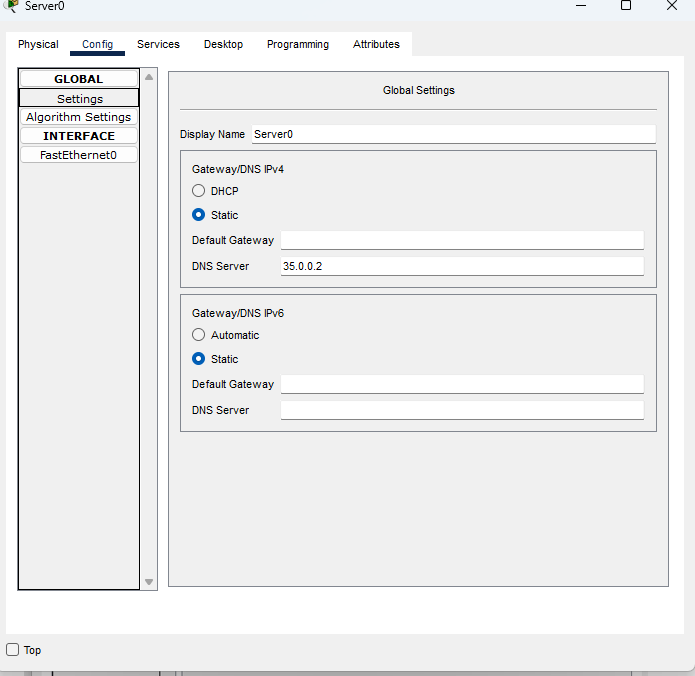 Server0
Physical Config Services Desktop Programming Attributes
GLOBAL
Settings
Algorithm Settings
INTERFACE
FastEthernet0
Global Settings
Display Name Server0
Gateway/DNS IPv4
DHCP
Static
Default Gateway
DNS Server 35.0.0.2
Gateway/DNS IPv6
Automatic
Static
Default Gateway
DNS Server
Top